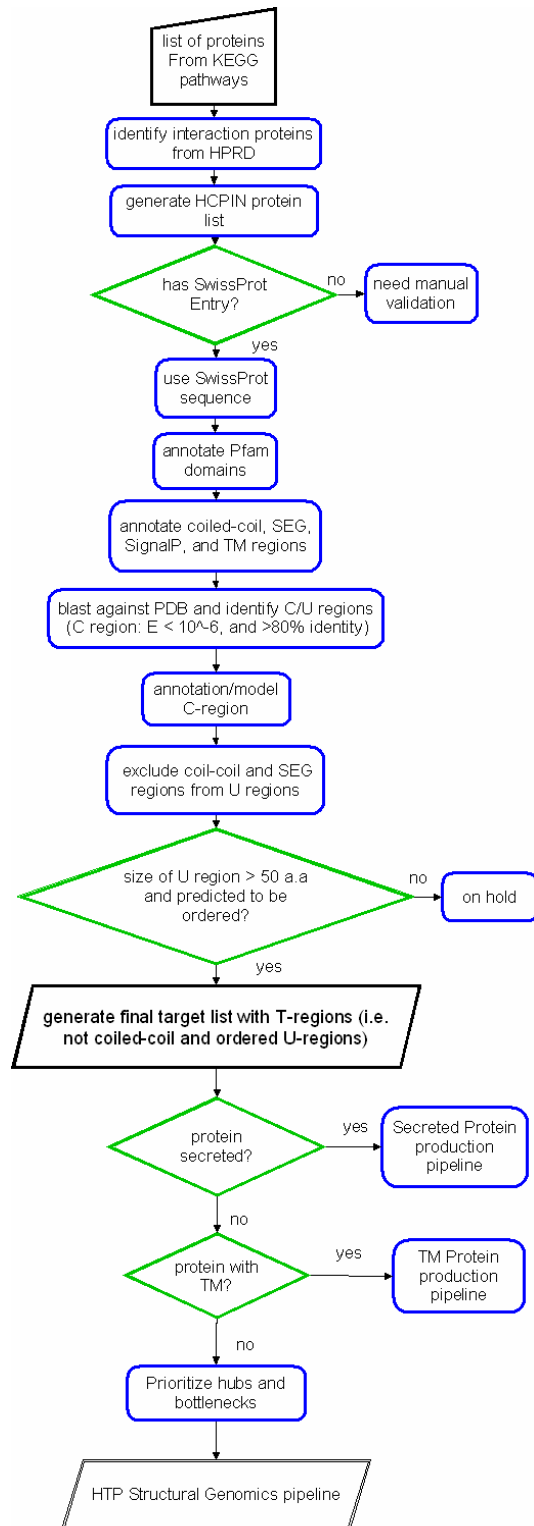 list of proteins
From KEGG
pathways
identify interaction proteins
from HPRD
generate HCPIN protein
list
has SwissProt
Entry?
no
need manual
validation
yes
use SwissProt
sequence
annotate Pfam
domains
annotate coiled-coil, SEG,
SignalP, and TM regions
blast against PDB and identify C/U regions
(C region: E < 10^-6, and >80% identity)
annotation/model
C-region
exclude coil-coil and SEG
regions from U regions
size of U region > 50 a.a
and predicted to be
ordered?
no
on hold
yes
generate final target list with T-regions (i.e.
not coiled-coil and ordered U-regions)
protein
secreted?
yes
Secreted Protein
production
pipeline
no
protein with
TM?
yes
TM Protein
production
pipeline
no
Prioritize hubs and
bottlenecks
HTP Structural Genomics pipeline